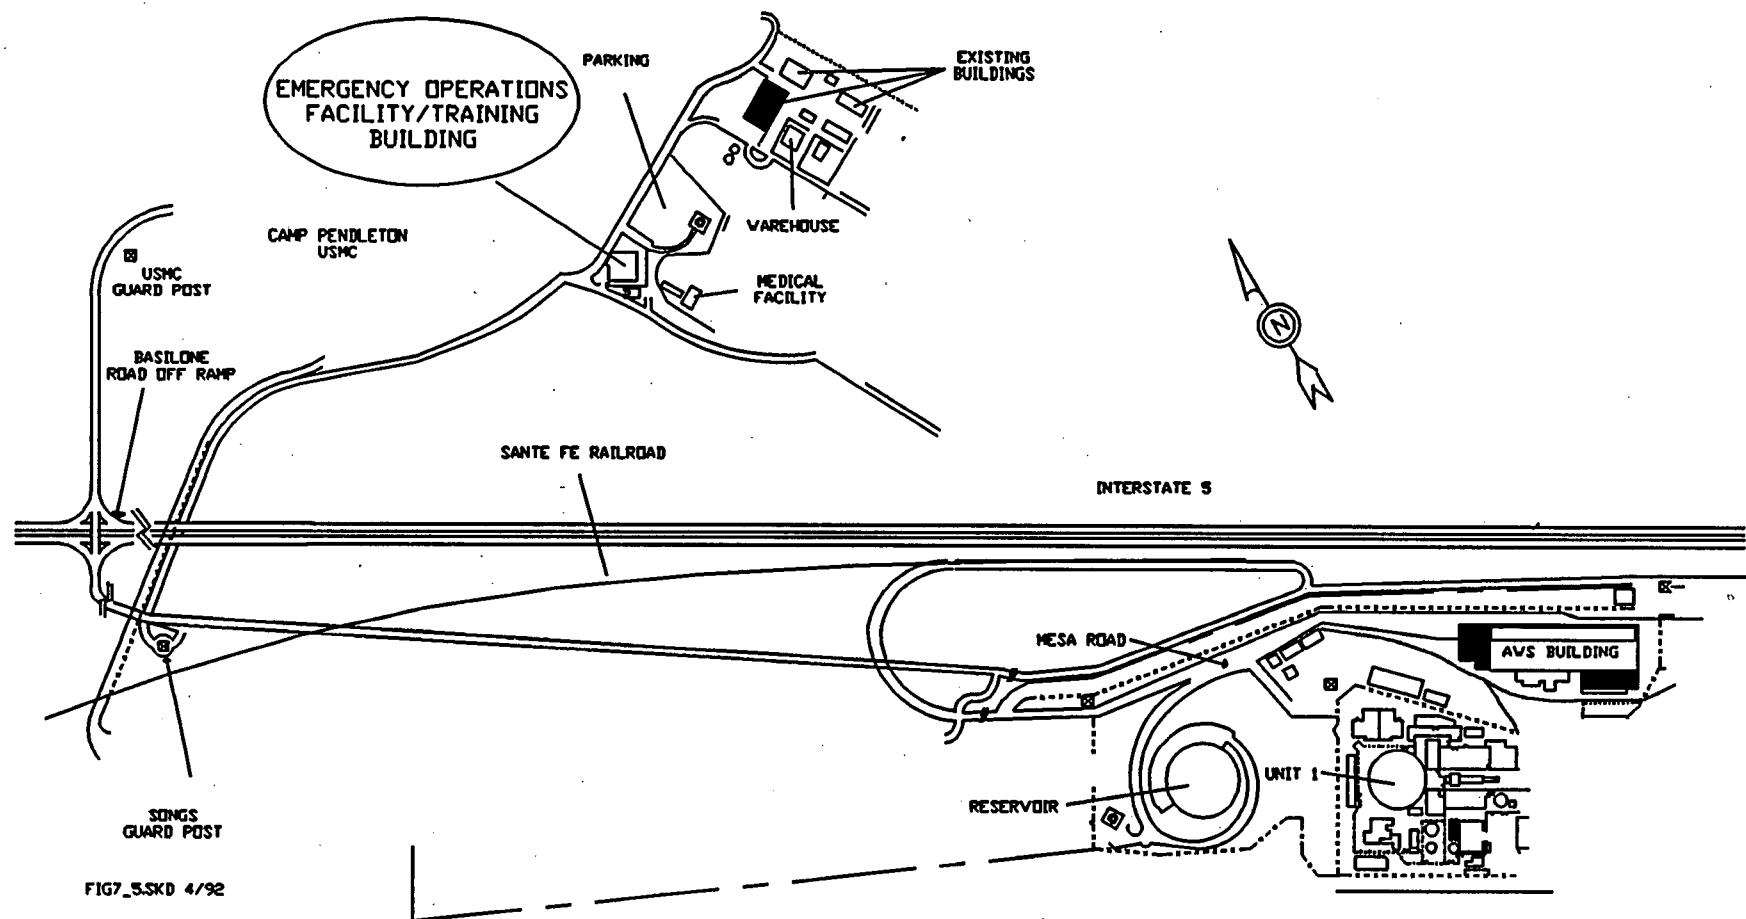 PARKING
EXISTING
BUILDINGS
EMERGENCY OPERATIONS
FACILITY/TRAINING
BUILDING
WAREHOUSE
CAMP PENDLETON
USMC
USMC
GUARD POST
MEDICAL
FACILITY
N
BASILONE
ROAD OFF RAMP
SANTE FE RAILROAD
INTERSTATE 5
MESA ROAD
AWS BUILDING
UNIT 1
RESERVOIR
SONGS
GUARD POST
FIG7_5.SKD 4/92